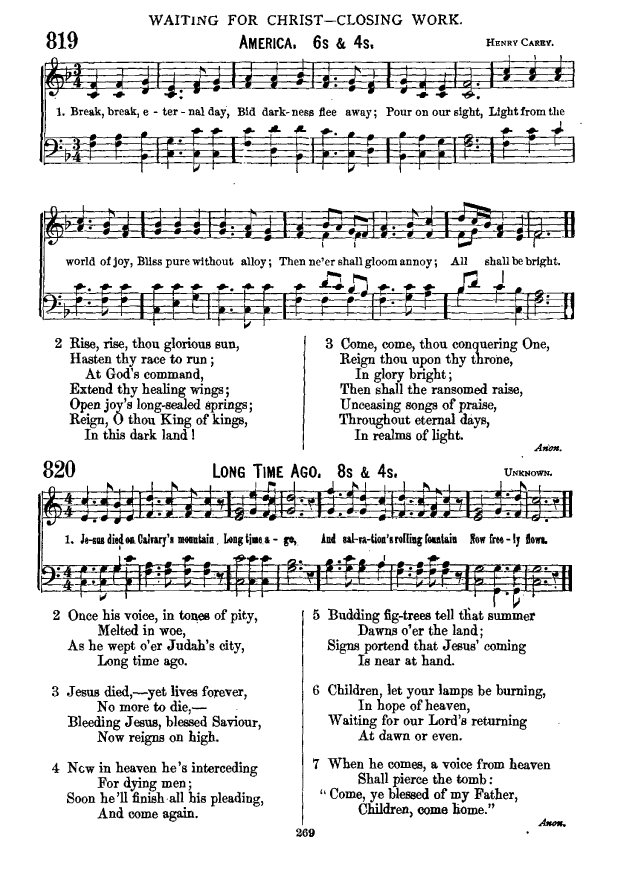 WAITING FOR CHRIST—CLOSING WORK.
819 AMERICA. 6s & 4s. HENRY CAREY.
1. Break, break, e - ter - nal day, Bid dark-ness flee away; Pour on our sight, Light from the
world of joy, Bliss pure without alloy; Then ne'er shall gloom annoy; All shall be bright.
2 Rise, rise, thou glorious sun,
Hasten thy race to run;
At God's command,
Extend thy healing wings;
Open joy's long-sealed springs;
Reign, O thou King of kings,
In this dark land!
3 Come, come, thou conquering One,
Reign thou upon thy throne,
In glory bright;
Then shall the ransomed raise,
Unceasing songs of praise,
Throughout eternal days,
In realms of light.
Anon.
820 LONG TIME AGO. 8s & 4s. UNKNOWN.
1. Je-sus died on Calvary's mountain Long time a - go, And sal-va-tion's rolling fountain Now free - ly flows.
2 Once his voice, in tones of pity,
Melted in woe,
As he wept o'er Judah's city,
Long time ago.
3 Jesus died,—yet lives forever,
No more to die,—
Bleeding Jesus, blessed Saviour,
Now reigns on high.
4 Now in heaven he's interceding
For dying men;
Soon he'll finish all his pleading,
And come again.
5 Budding fig-trees tell that summer
Dawns o'er the land;
Signs portend that Jesus' coming
Is near at hand.
6 Children, let your lamps be burning,
In hope of heaven,
Waiting for our Lord's returning
At dawn or even.
7 When he comes, a voice from heaven
Shall pierce the tomb:
"Come, ye blessed of my Father,
Children, come home."
Anon.
269